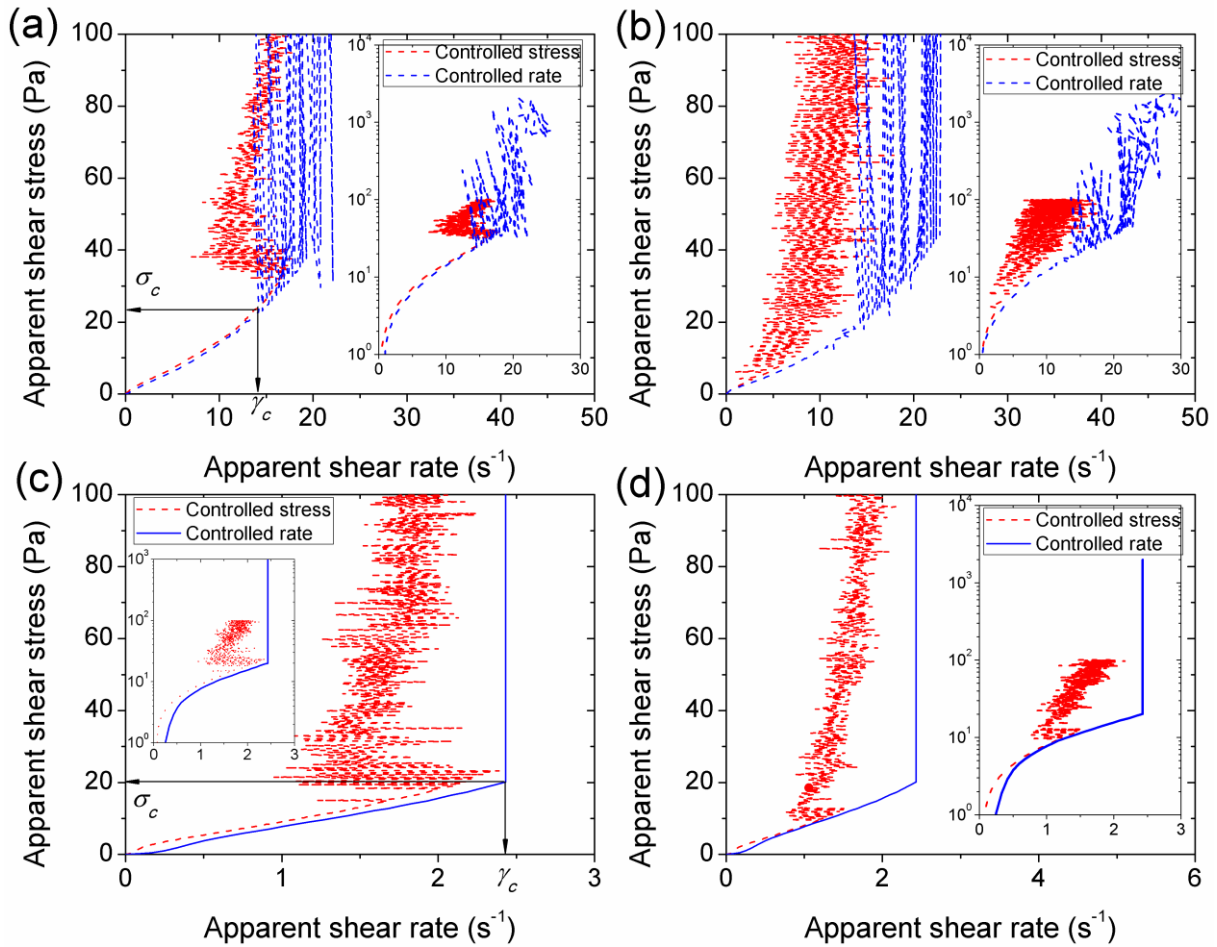 (a)
Apparent shear stress (Pa)
100
80
60
40
20
0
Controlled stress
Controlled rate
10⁴
10³
10²
10¹
10⁰
0 10 20 30
σc
γc
0 10 20 30 40 50
Apparent shear rate (s⁻¹)
(b)
Apparent shear stress (Pa)
100
80
60
40
20
0
Controlled stress
Controlled rate
10⁴
10³
10²
10¹
10⁰
0 10 20 30
0 10 20 30 40 50
Apparent shear rate (s⁻¹)
(c)
Apparent shear stress (Pa)
100
80
60
40
20
0
Controlled stress
Controlled rate
10³
10²
10¹
10⁰
0 1 2 3
σc
γc
0 1 2 3
Apparent shear rate (s⁻¹)
(d)
Apparent shear stress (Pa)
100
80
60
40
20
0
Controlled stress
Controlled rate
10⁴
10³
10²
10¹
10⁰
0 1 2 3
0 2 4 6
Apparent shear rate (s⁻¹)